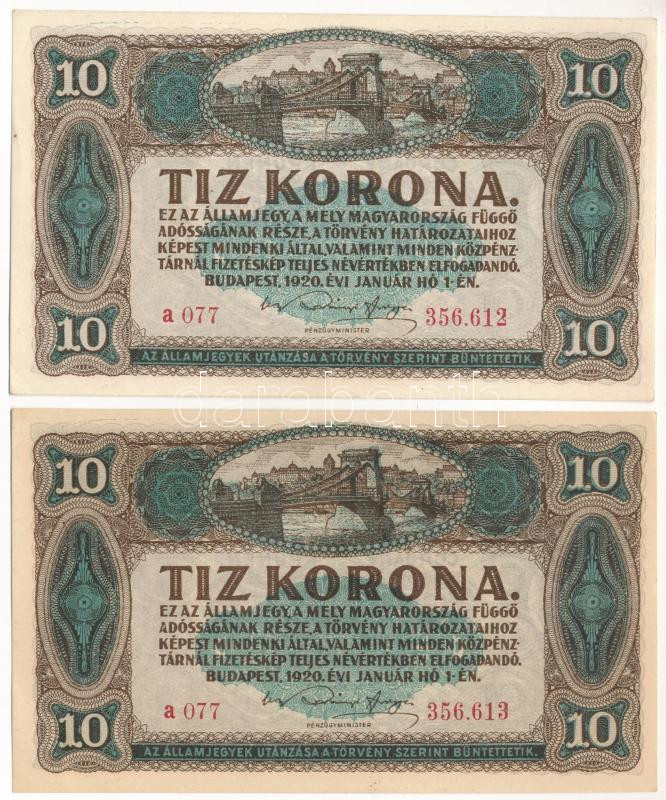 10 10
TIZ KORONA.
EZ AZ ÁLLAMJEGY, A MELY MAGYARORSZÁG FÜGGŐ
ADÓSSÁGÁNAK RÉSZE, A TÖRVÉNY HATÁROZATAIHOZ
KÉPEST MINDENKI ÁLTAL, VALAMINT MINDEN KÖZPÉNZ-
TÁRNÁL FIZETÉSKÉP TELJES NÉVÉRTÉKBEN ELFOGADANDÓ.
BUDAPEST, 1920. ÉVI JANUÁR HÓ 1-ÉN.
a 077 356.612
PÉNZÜGYMINISTER
10 10
AZ ÁLLAMJEGYEK UTÁNZÁSA A TÖRVÉNY SZERINT BÜNTETTETIK.
darabanth
10 10
TIZ KORONA.
EZ AZ ÁLLAMJEGY, A MELY MAGYARORSZÁG FÜGGŐ
ADÓSSÁGÁNAK RÉSZE, A TÖRVÉNY HATÁROZATAIHOZ
KÉPEST MINDENKI ÁLTAL, VALAMINT MINDEN KÖZPÉNZ-
TÁRNÁL FIZETÉSKÉP TELJES NÉVÉRTÉKBEN ELFOGADANDÓ.
BUDAPEST, 1920. ÉVI JANUÁR HÓ 1-ÉN.
a 077 356.613
PÉNZÜGYMINISTER
10 10
AZ ÁLLAMJEGYEK UTÁNZÁSA A TÖRVÉNY SZERINT BÜNTETTETIK.